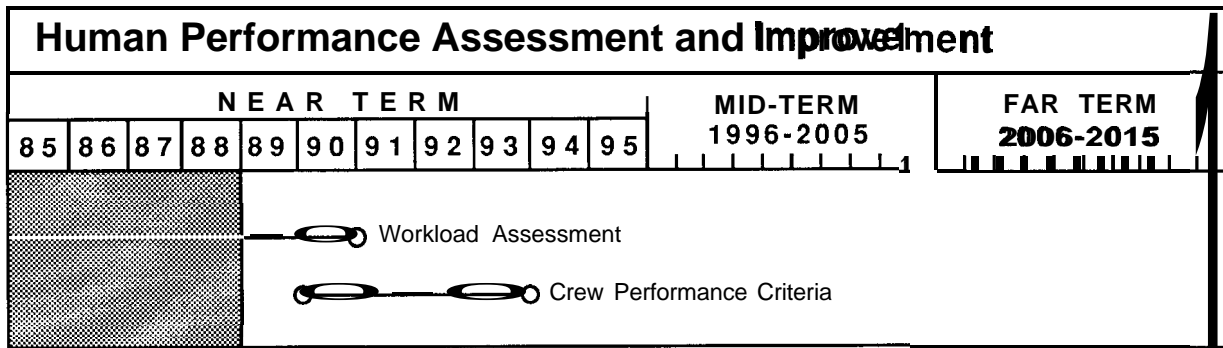 Human Performance Assessment and Improvement
NEAR TERM
MID-TERM
FAR TERM
1996-2005
2006-2015
85 86 87 88 89 90 91 92 93 94 95
Workload Assessment
Crew Performance Criteria